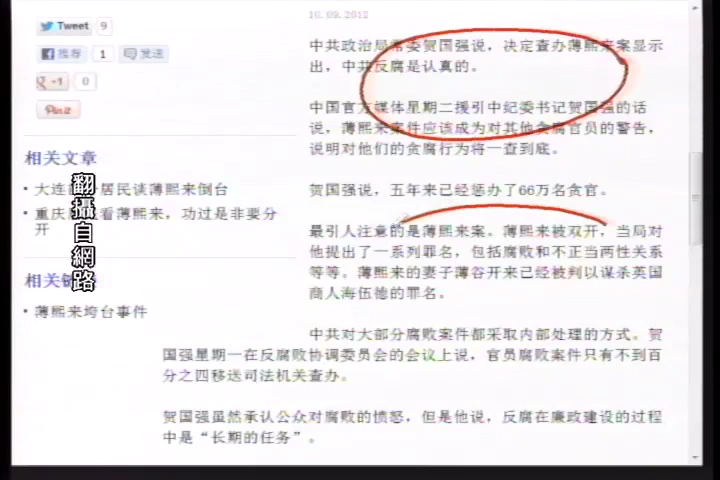 10.09.2012
Tweet 9
推荐 1 发送
+1 0
Pin it
中共政治局常委贺国强说，决定查办薄熙来案显示
出，中共反腐是认真的。
中国官方媒体星期二援引中纪委书记贺国强的话
说，薄熙来案件应该成为对其他贪腐官员的警告，
说明对他们的贪腐行为将一查到底。
贺国强说，五年来已经惩办了66万名贪官。
最引人注意的是薄熙来案。薄熙来被双开，当局对
他提出了一系列罪名，包括腐败和不正当两性关系
等等。薄熙来的妻子薄谷开来已经被判以谋杀英国
商人海伍德的罪名。
中共对大部分腐败案件都采取内部处理的方式。贺
国强星期一在反腐败协调委员会的会议上说，官员腐败案件只有不到百
分之四移送司法机关查办。
贺国强虽然承认公众对腐败的愤怒，但是他说，反腐在廉政建设的过程
中是“长期的任务”。
相关文章
大连 居民谈薄熙来倒台
重庆 看薄熙来，功过是非要分
开
相关关键
薄熙来垮台事件
翻攝自網路